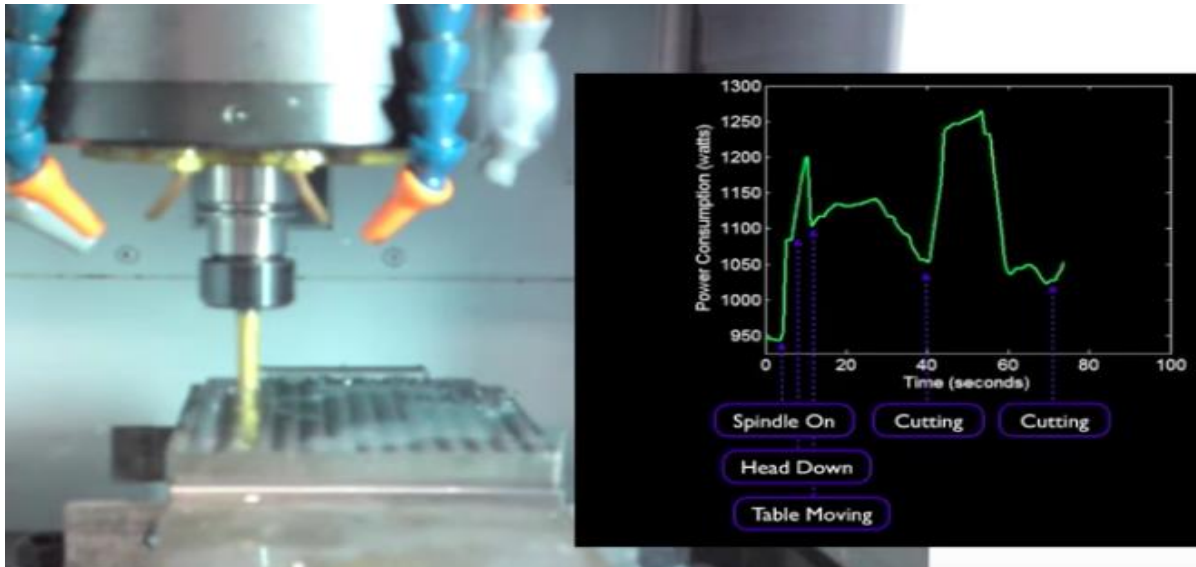 1300
1250
1200
1150
1100
1050
1000
950
Power Consumption (watts)
0 20 40 60 80 100
Time (seconds)
Spindle On Cutting Cutting
Head Down
Table Moving